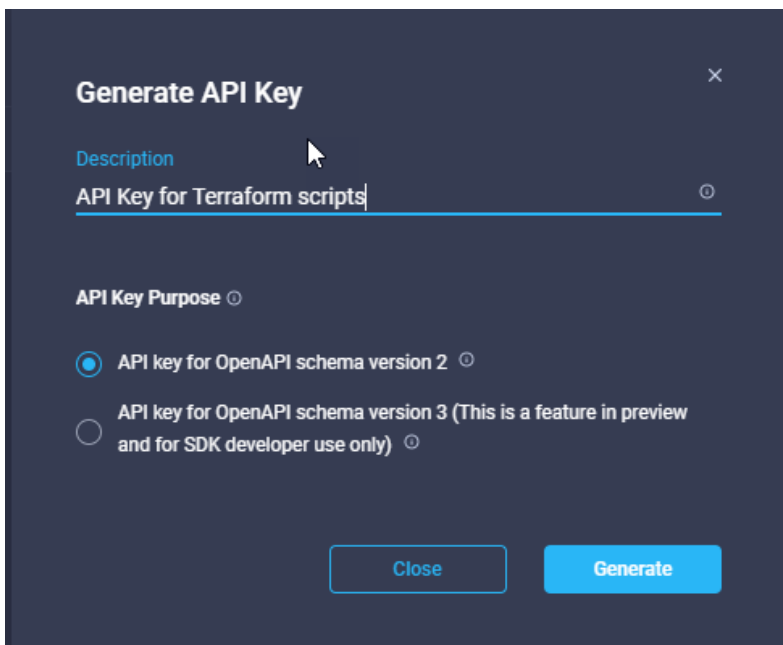 Generate API Key
Description
API Key for Terraform scripts
API Key Purpose
API key for OpenAPI schema version 2
API key for OpenAPI schema version 3 (This is a feature in preview
and for SDK developer use only)
Close
Generate